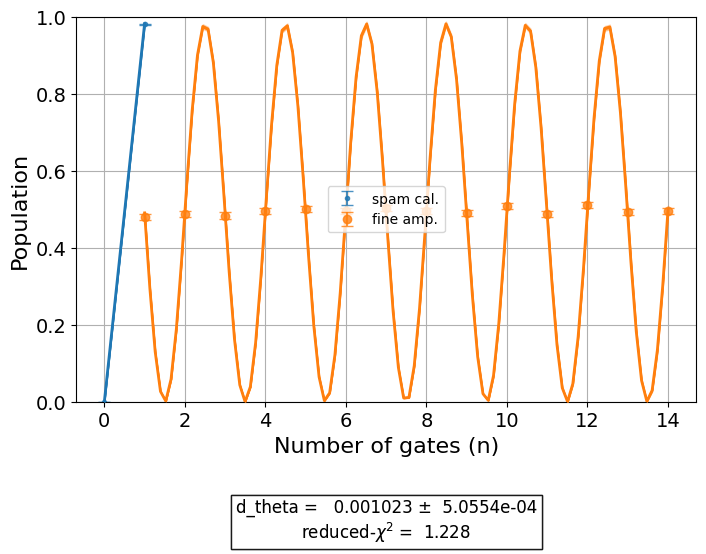 1.0
0.8
0.6
0.4
0.2
0.0
Population
spam cal.
fine amp.
0 2 4 6 8 10 12 14
Number of gates (n)
d_theta = 0.001023 ± 5.0554e-04
reduced-χ² = 1.228